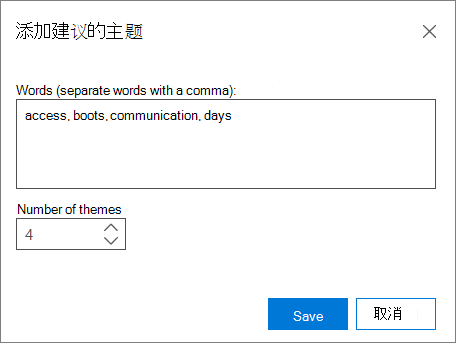 添加建议的主题
Words (separate words with a comma):
access, boots, communication, days
Number of themes
4
Save
取消